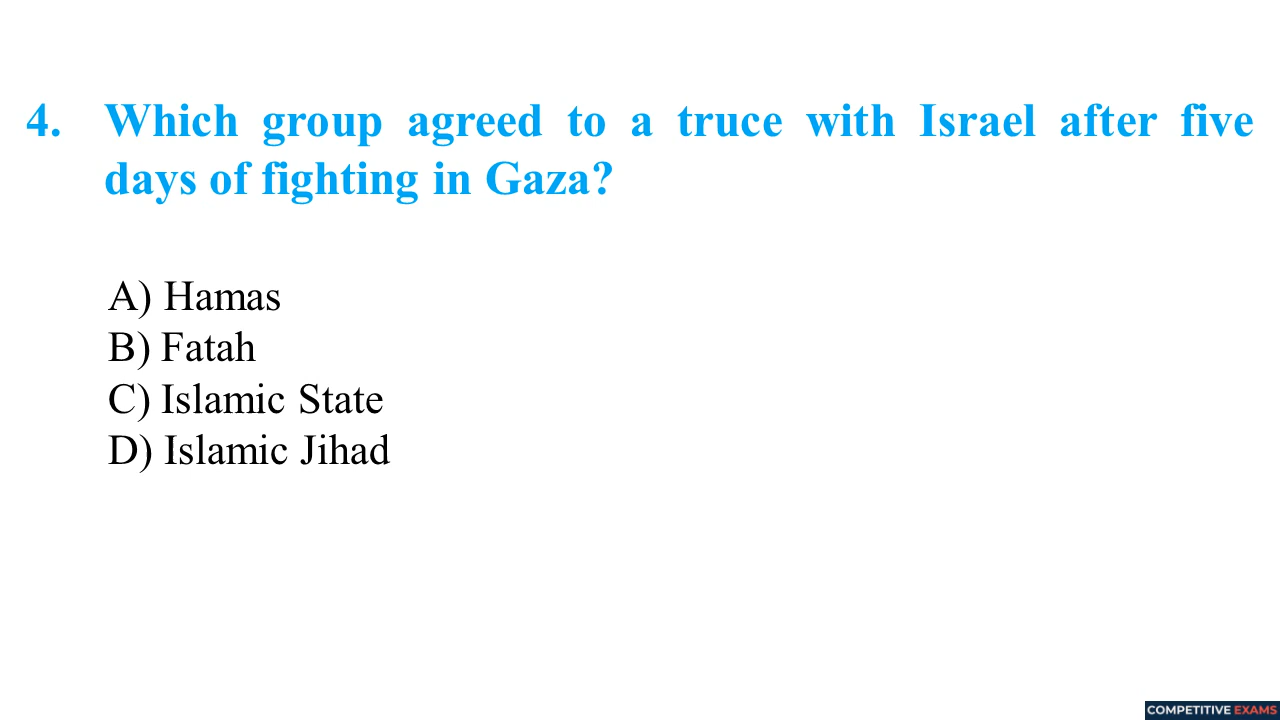 4. Which group agreed to a truce with Israel after five
days of fighting in Gaza?
A) Hamas
B) Fatah
C) Islamic State
D) Islamic Jihad
COMPETITIVE EXAMS